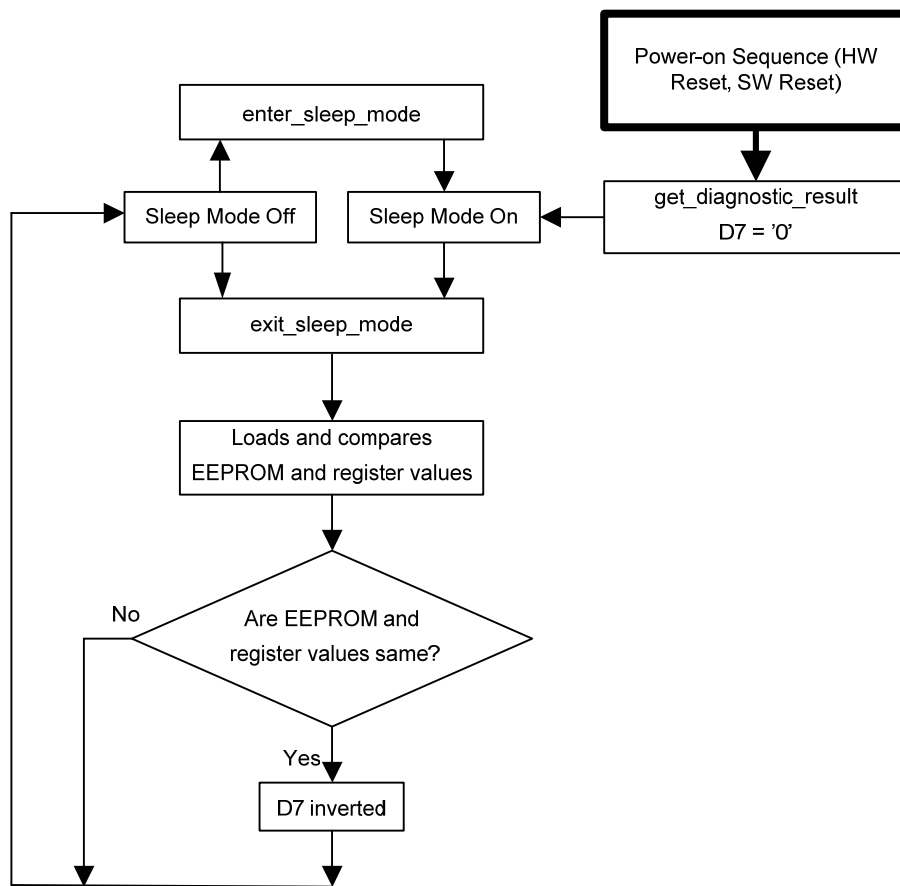 Power-on Sequence (HW
Reset, SW Reset)
enter_sleep_mode
get_diagnostic_result
D7 = '0'
Sleep Mode Off
Sleep Mode On
exit_sleep_mode
Loads and compares
EEPROM and register values
No
Are EEPROM and
register values same?
Yes
D7 inverted